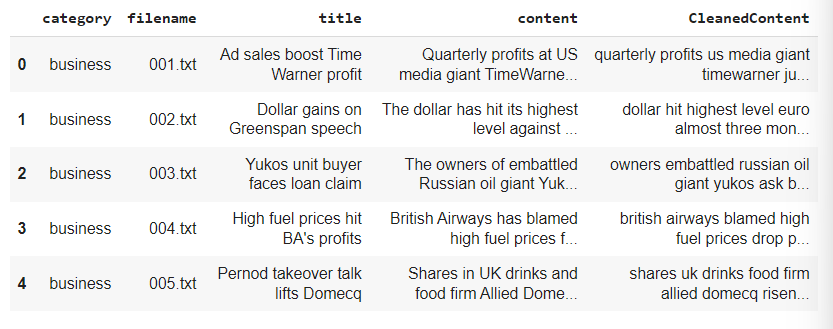 category filename title content CleanedContent
0 business 001.txt Ad sales boost Time Quarterly profits at US quarterly profits us media giant
Warner profit media giant TimeWarne... timewarner ju...
1 business 002.txt Dollar gains on The dollar has hit its highest dollar hit highest level euro
Greenspan speech level against ... almost three mon...
2 business 003.txt Yukos unit buyer The owners of embattled owners embattled russian oil
faces loan claim Russian oil giant Yuk... giant yukos ask b...
3 business 004.txt High fuel prices hit British Airways has blamed british airways blamed high
BA's profits high fuel prices f... fuel prices drop p...
4 business 005.txt Pernod takeover talk Shares in UK drinks and shares uk drinks food firm
lifts Domecq food firm Allied Dome... allied domecq risen...